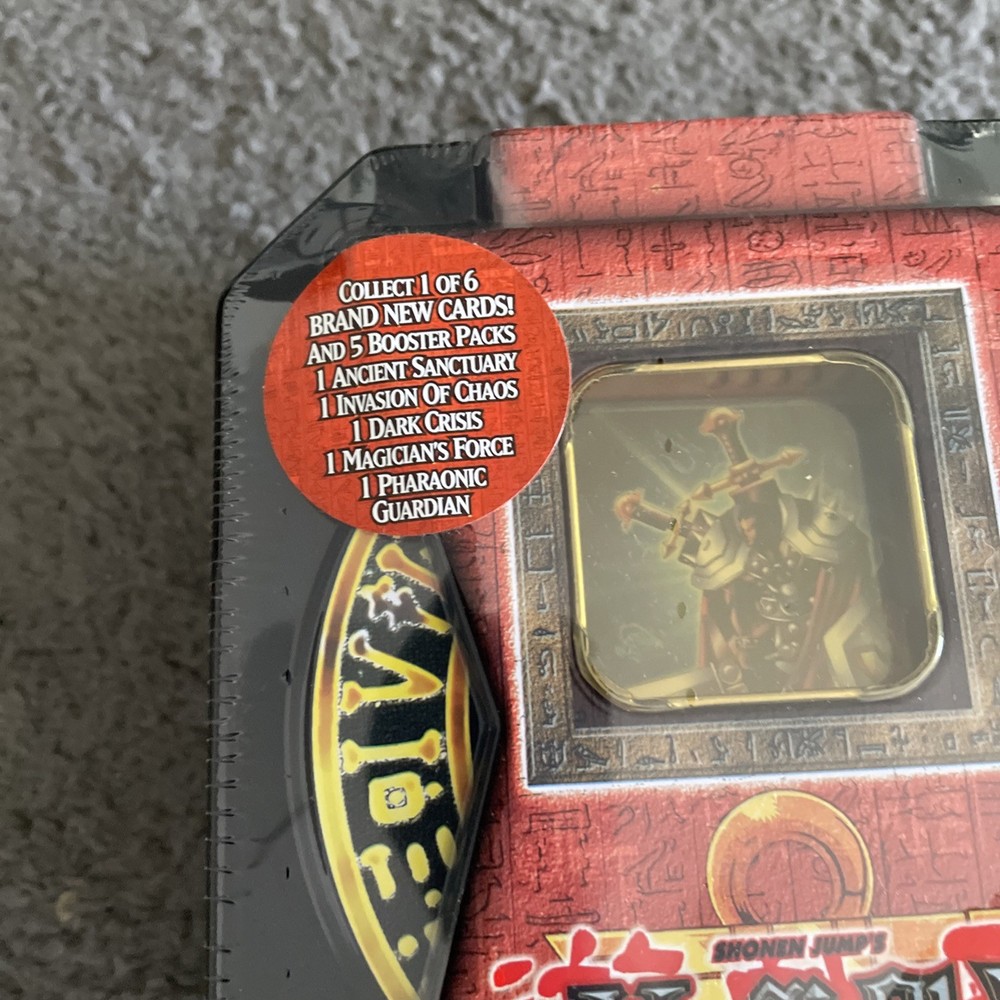 COLLECT 1 OF 6
BRAND NEW CARDS!
AND 5 BOOSTER PACKS
1 ANCIENT SANCTUARY
1 INVASION OF CHAOS
1 DARK CRISIS
1 MAGICIAN'S FORCE
1 PHARAONIC
GUARDIAN
SHONEN JUMP'S